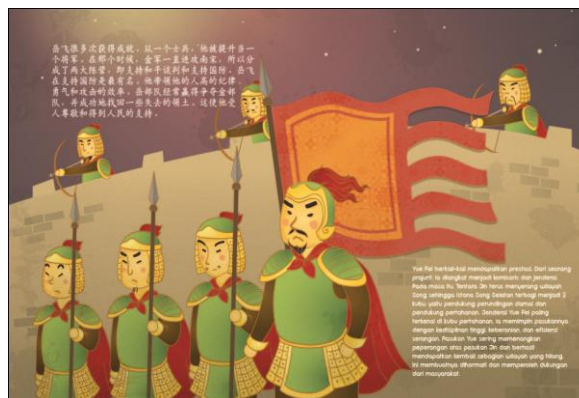 岳飞很多次获得成就。从一个士兵，他被提升当一
个将军。在那个时候，金军一直进攻南宋，所以分
成了两大阵营，即支持和平谈判和支持国防。岳飞
在支持国防是最有名。他带领他的人高的纪律、
勇气和攻击的效率。岳部队经常赢得争夺金部
队，并成功地找回一些失去的领土。这使他受
人尊敬和得到人民的支持。
Yue Fei berkali-kali mendapatkan prestasi. Dari seorang
prajurit, ia diangkat menjadi komisaris dan jenderal.
Pada masa itu, Tentara Jin terus menyerang wilayah
Song sehingga istana Song Selatan terbagi menjadi 2
kubu yaitu pendukung perundingan damai dan
pendukung pertahanan. Jenderal Yue Fei paling
terkenal di kubu pertahanan. Ia memimpin pasukannya
dengan kedisiplinan tinggi, keberanian, dan efisiensi
serangan. Pasukan Yue sering memenangkan
peperangan atas pasukan Jin dan berhasil
mendapatkan kembali sebagian wilayah yang hilang.
Ini membuatnya dihormati dan memperoleh dukungan
dari masyarakat.